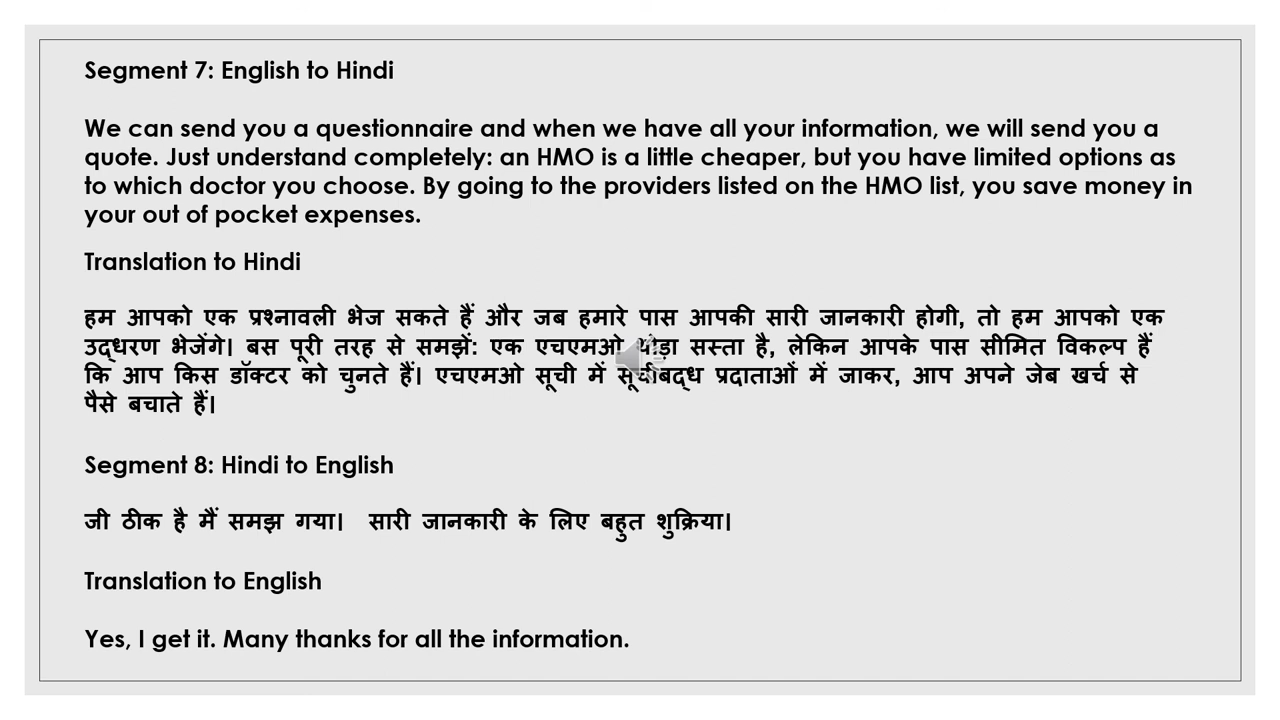 Segment 7: English to Hindi
We can send you a questionnaire and when we have all your information, we will send you a
quote. Just understand completely: an HMO is a little cheaper, but you have limited options as
to which doctor you choose. By going to the providers listed on the HMO list, you save money in
your out of pocket expenses.
Translation to Hindi
हम आपको एक प्रश्नावली भेज सकते हैं और जब हमारे पास आपकी सारी जानकारी होगी, तो हम आपको एक
उद्धरण भेजेंगे। बस पूरी तरह से समझें: एक एचएमओ थोड़ा सस्ता है, लेकिन आपके पास सीमित विकल्प हैं
कि आप किस डॉक्टर को चुनते हैं। एचएमओ सूची में सूचीबद्ध प्रदाताओं में जाकर, आप अपने जेब खर्च से
पैसे बचाते हैं।
Segment 8: Hindi to English
जी ठीक है मैं समझ गया। सारी जानकारी के लिए बहुत शुक्रिया।
Translation to English
Yes, I get it. Many thanks for all the information.